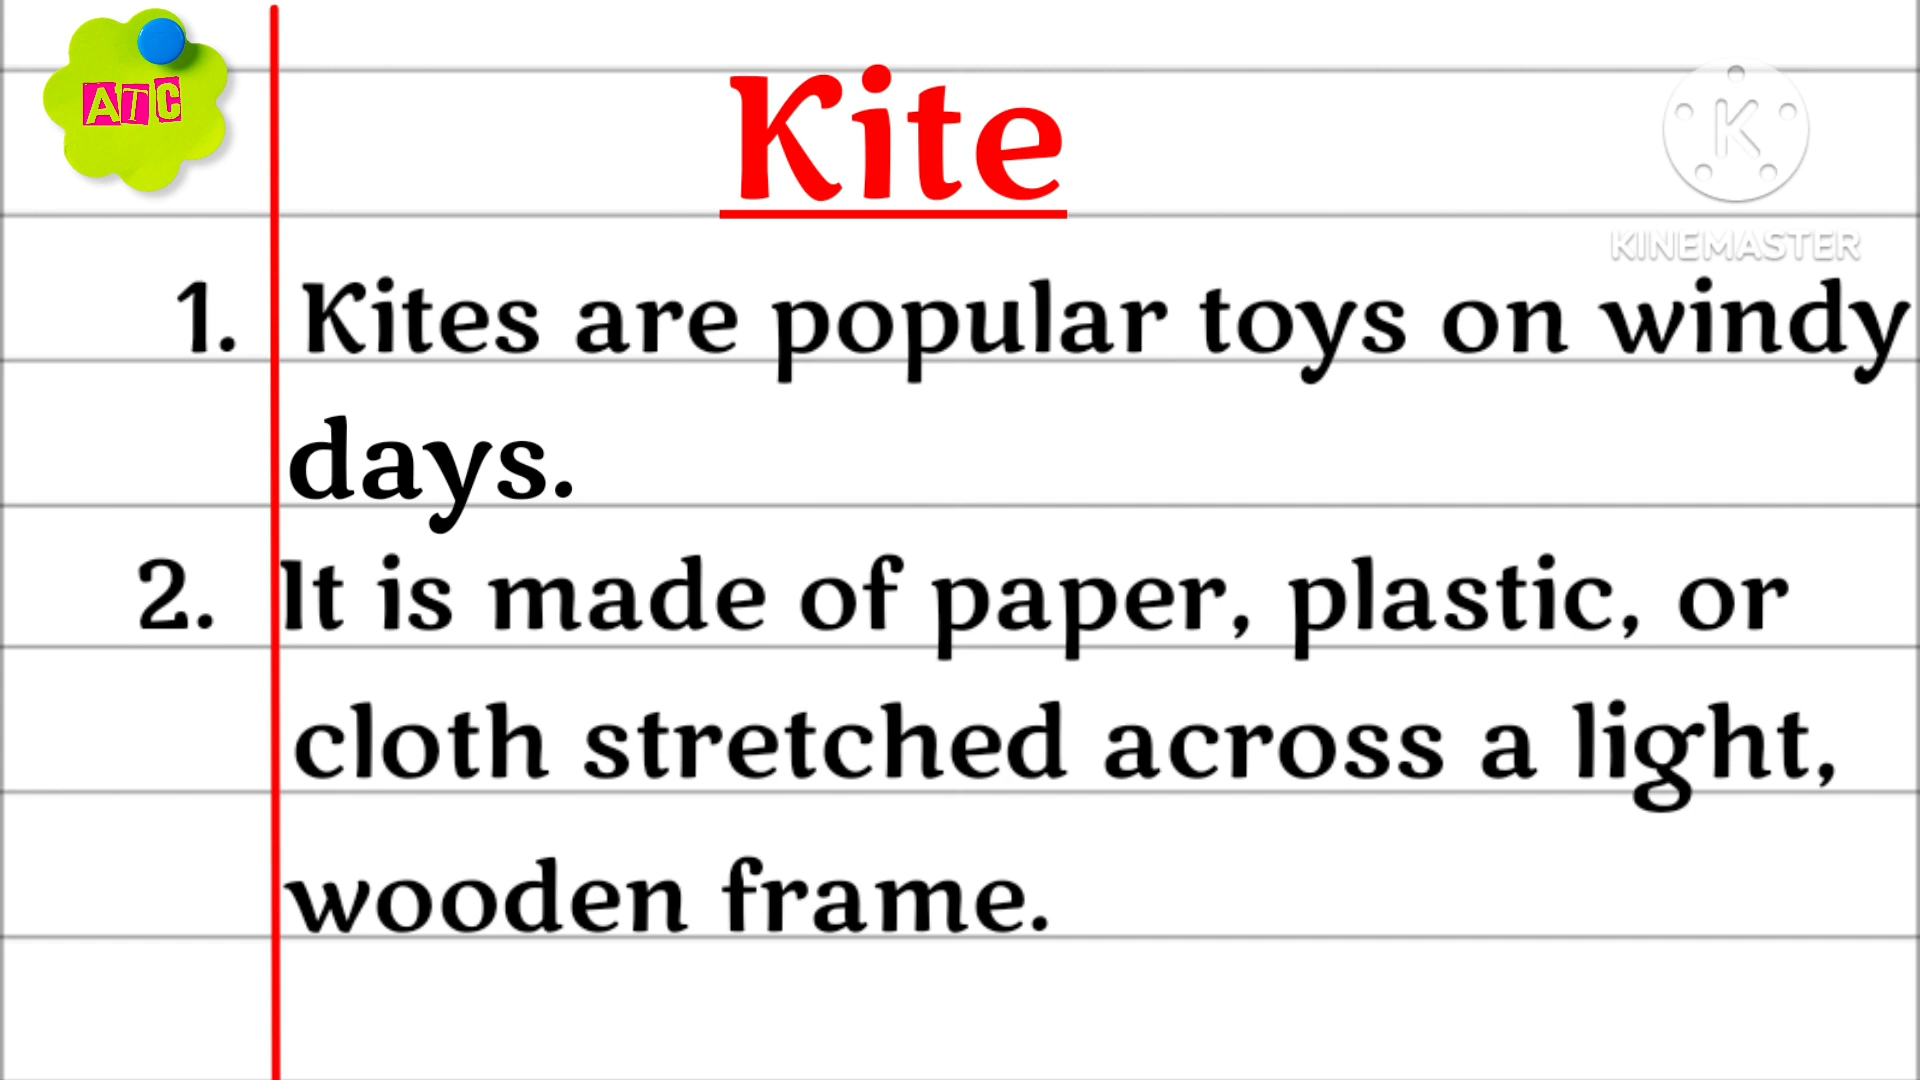 ATC
Kite
KINEMASTER
1. Kites are popular toys on windy
days.
2. It is made of paper, plastic, or
cloth stretched across a light,
wooden frame.